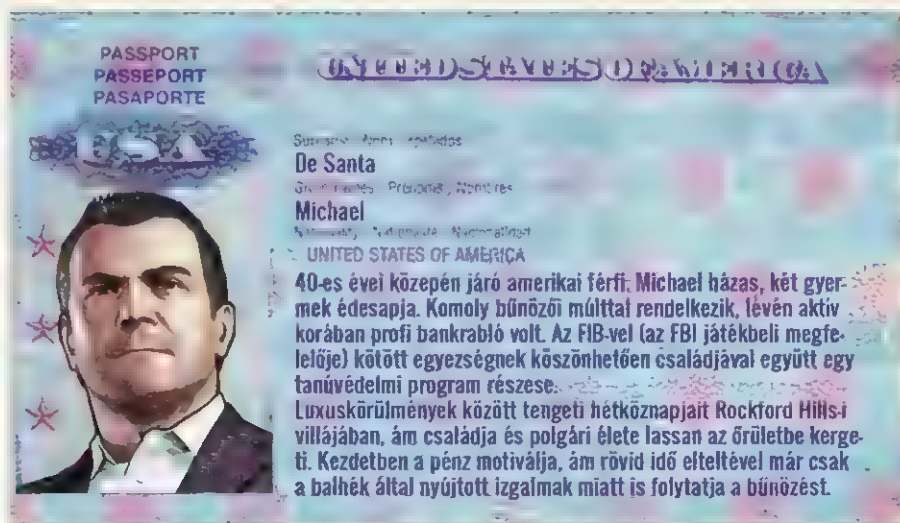 PASSPORT
PASSEPORT
PASAPORTE
USA
UNITED STATES OF AMERICA
De Santa
Michael
UNITED STATES OF AMERICA
40-es évei közepén járó amerikai férfi. Michael házas, két gyer-
mek édesapja. Komoly bűnözői múlttal rendelkezik, lévén aktív
korában profi bankrabló volt. Az FIB-vel (az FBI játékbeli megfe-
lelője) kötött egyezségnek köszönhetően családjával együtt egy
tanúvédelmi program részese.
Luxuskörülmények között tengeti hétköznapjait Rockford Hills-i
villájában, ám családja és polgári élete lassan az őrületbe kerge-
ti. Kezdetben a pénz motiválja, ám rövid idő elteltével már csak
a balhék által nyújtott izgalmak miatt is folytatja a bűnözést.